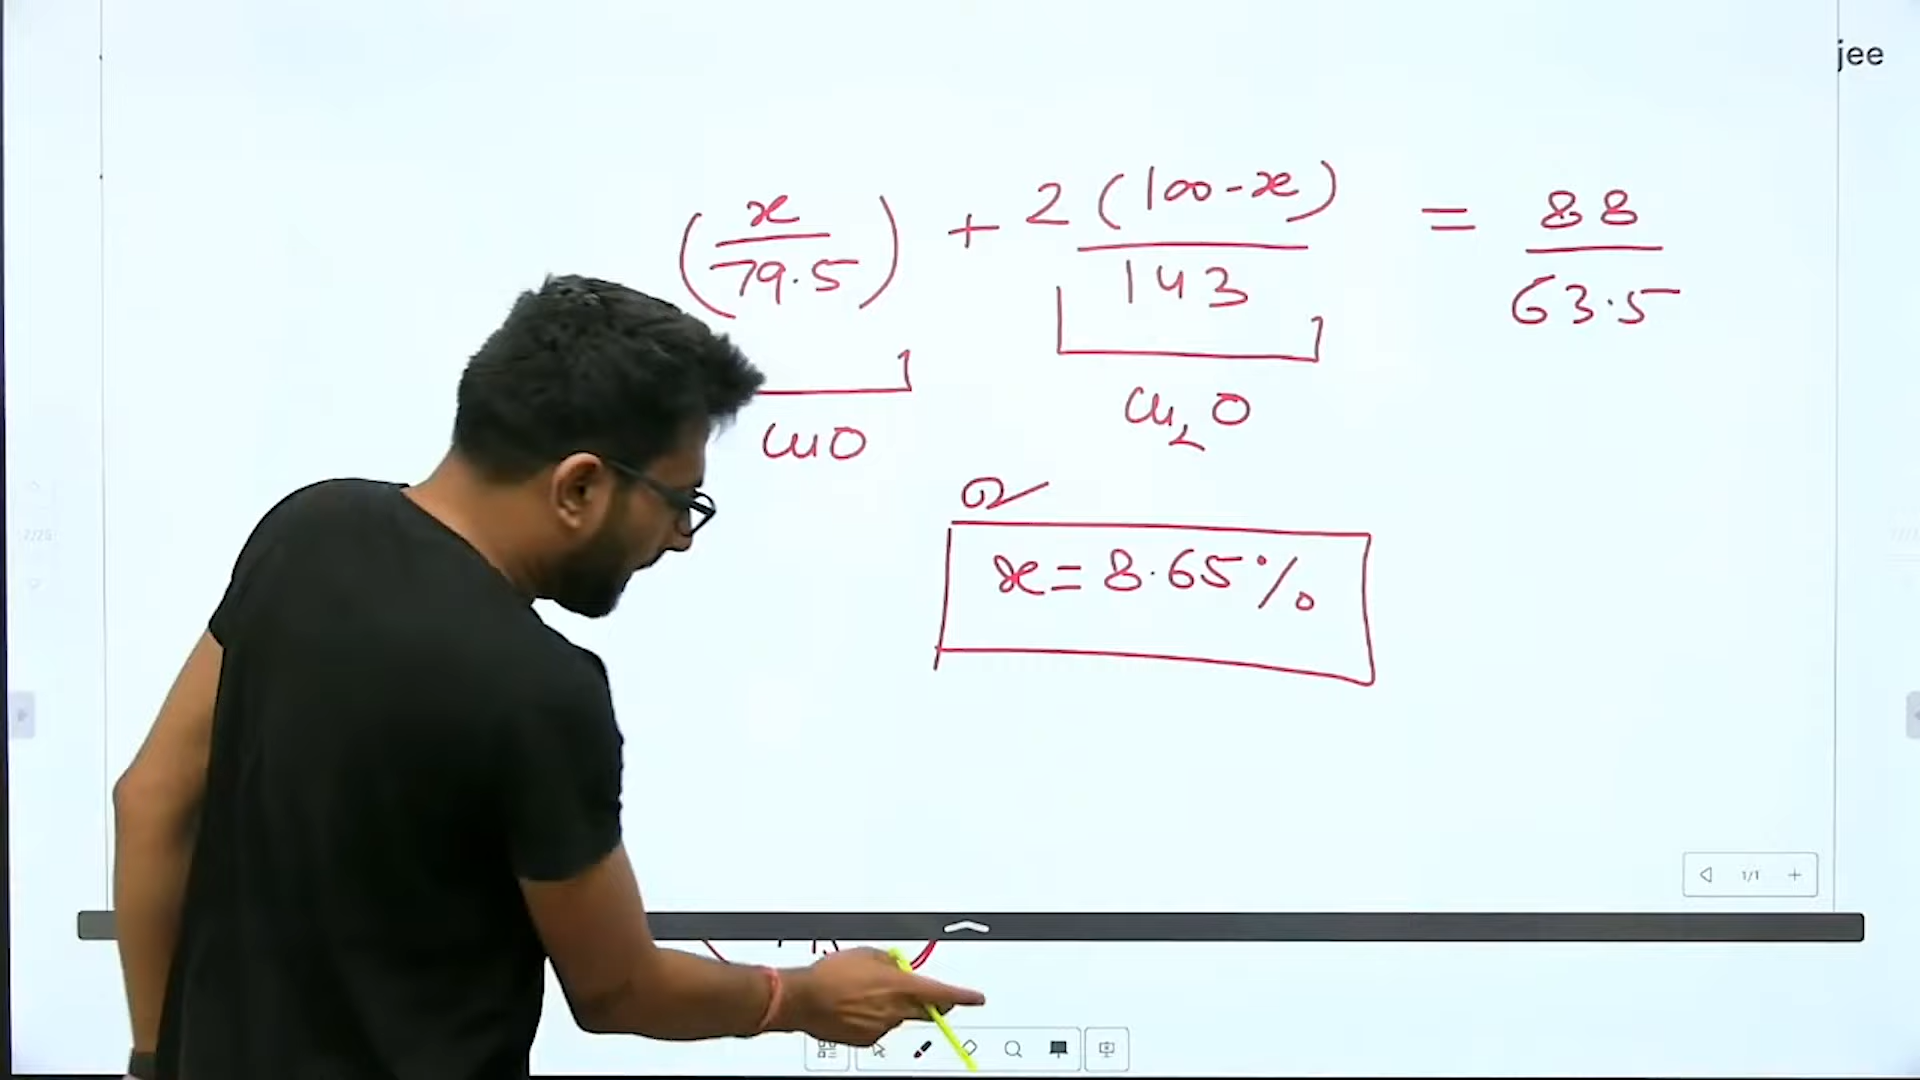 jee
(x/79.5) + 2(100-x)/143 = 88/63.5
CuO
Cu2O
x = 8.65%
1/1